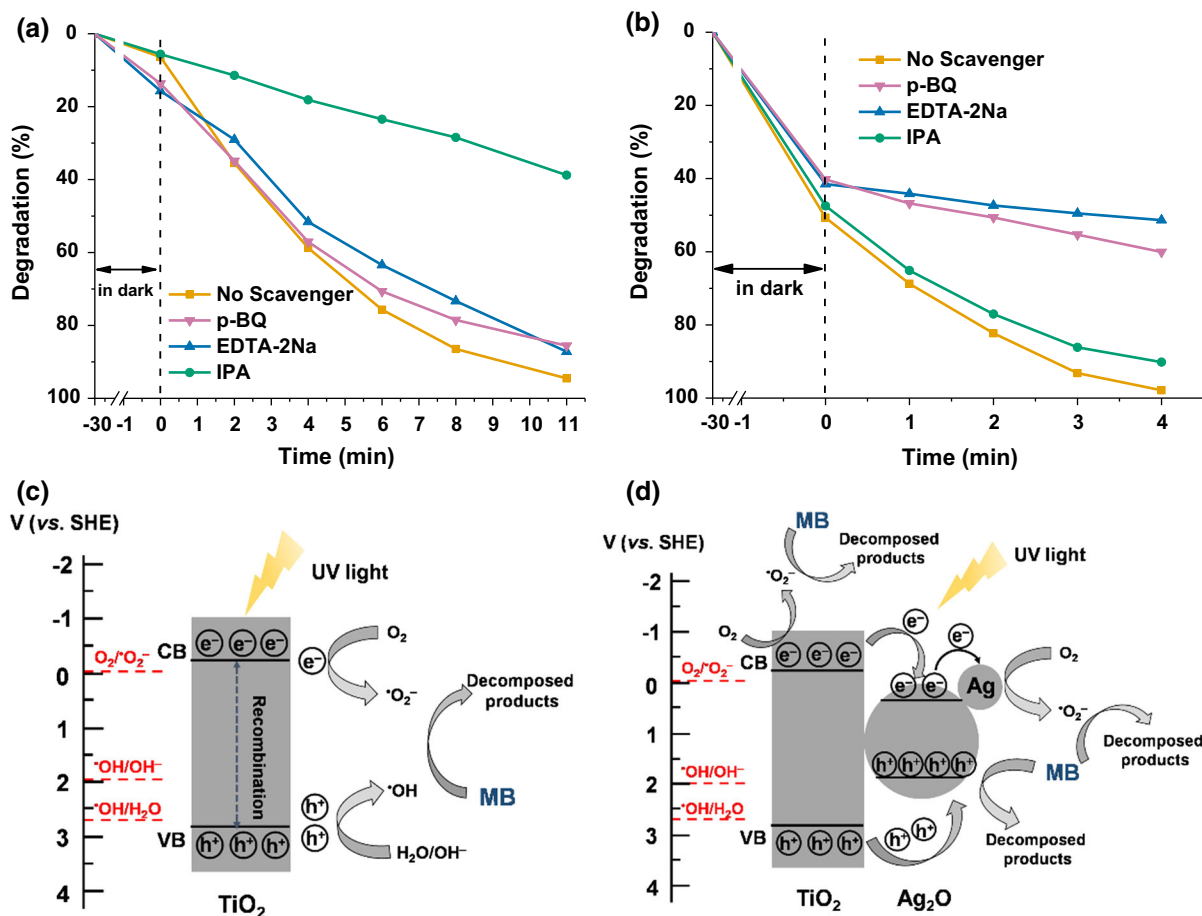 (a)
0
20
40
60
80
100
Degradation (%)
in dark
No Scavenger
p-BQ
EDTA-2Na
IPA
-30 -1 0 1 2 3 4 5 6 7 8 9 10 11
Time (min)
(b)
0
20
40
60
80
100
Degradation (%)
in dark
No Scavenger
p-BQ
EDTA-2Na
IPA
-30 -1 0 1 2 3 4
Time (min)
(c)
V (vs. SHE)
-2
-1
0
1
2
3
4
O₂/•O₂⁻
•OH/OH⁻
•OH/H₂O
UV light
CB
e⁻ e⁻ e⁻
e⁻
O₂
•O₂⁻
Recombination
Decomposed
products
MB
•OH
h⁺
h⁺
H₂O/OH⁻
VB
h⁺ h⁺ h⁺
TiO₂
(d)
V (vs. SHE)
-2
-1
0
1
2
3
4
O₂/•O₂⁻
•OH/OH⁻
•OH/H₂O
MB
Decomposed
products
•O₂⁻
O₂
UV light
CB
e⁻ e⁻ e⁻
e⁻
e⁻
e⁻ e⁻
Ag
O₂
•O₂⁻
Decomposed
products
h⁺ h⁺ h⁺ h⁺
MB
Decomposed
products
VB
h⁺ h⁺ h⁺
h⁺ h⁺
TiO₂
Ag₂O